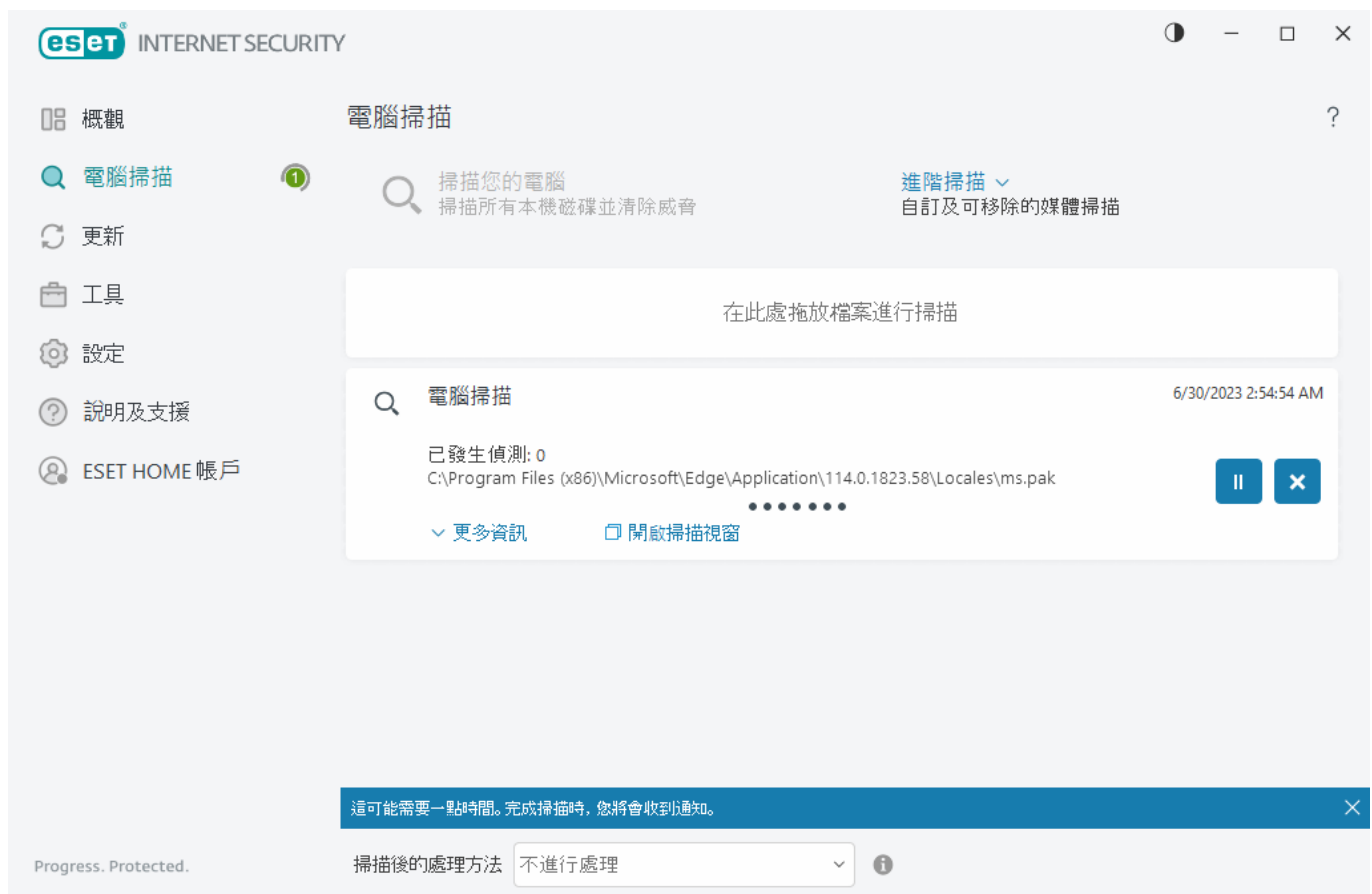 eset® INTERNET SECURITY
概觀
電腦掃描
1
更新
工具
設定
說明及支援
ESET HOME 帳戶
Progress. Protected.
電腦掃描
?
掃描您的電腦
掃描所有本機磁碟並清除威脅
進階掃描
自訂及可移除的媒體掃描
在此處拖放檔案進行掃描
電腦掃描
6/30/2023 2:54:54 AM
已發生偵測: 0
C:\Program Files (x86)\Microsoft\Edge\Application\114.0.1823.58\Locales\ms.pak
更多資訊
開啟掃描視窗
這可能需要一點時間。完成掃描時, 您將會收到通知。
掃描後的處理方法
不進行處理